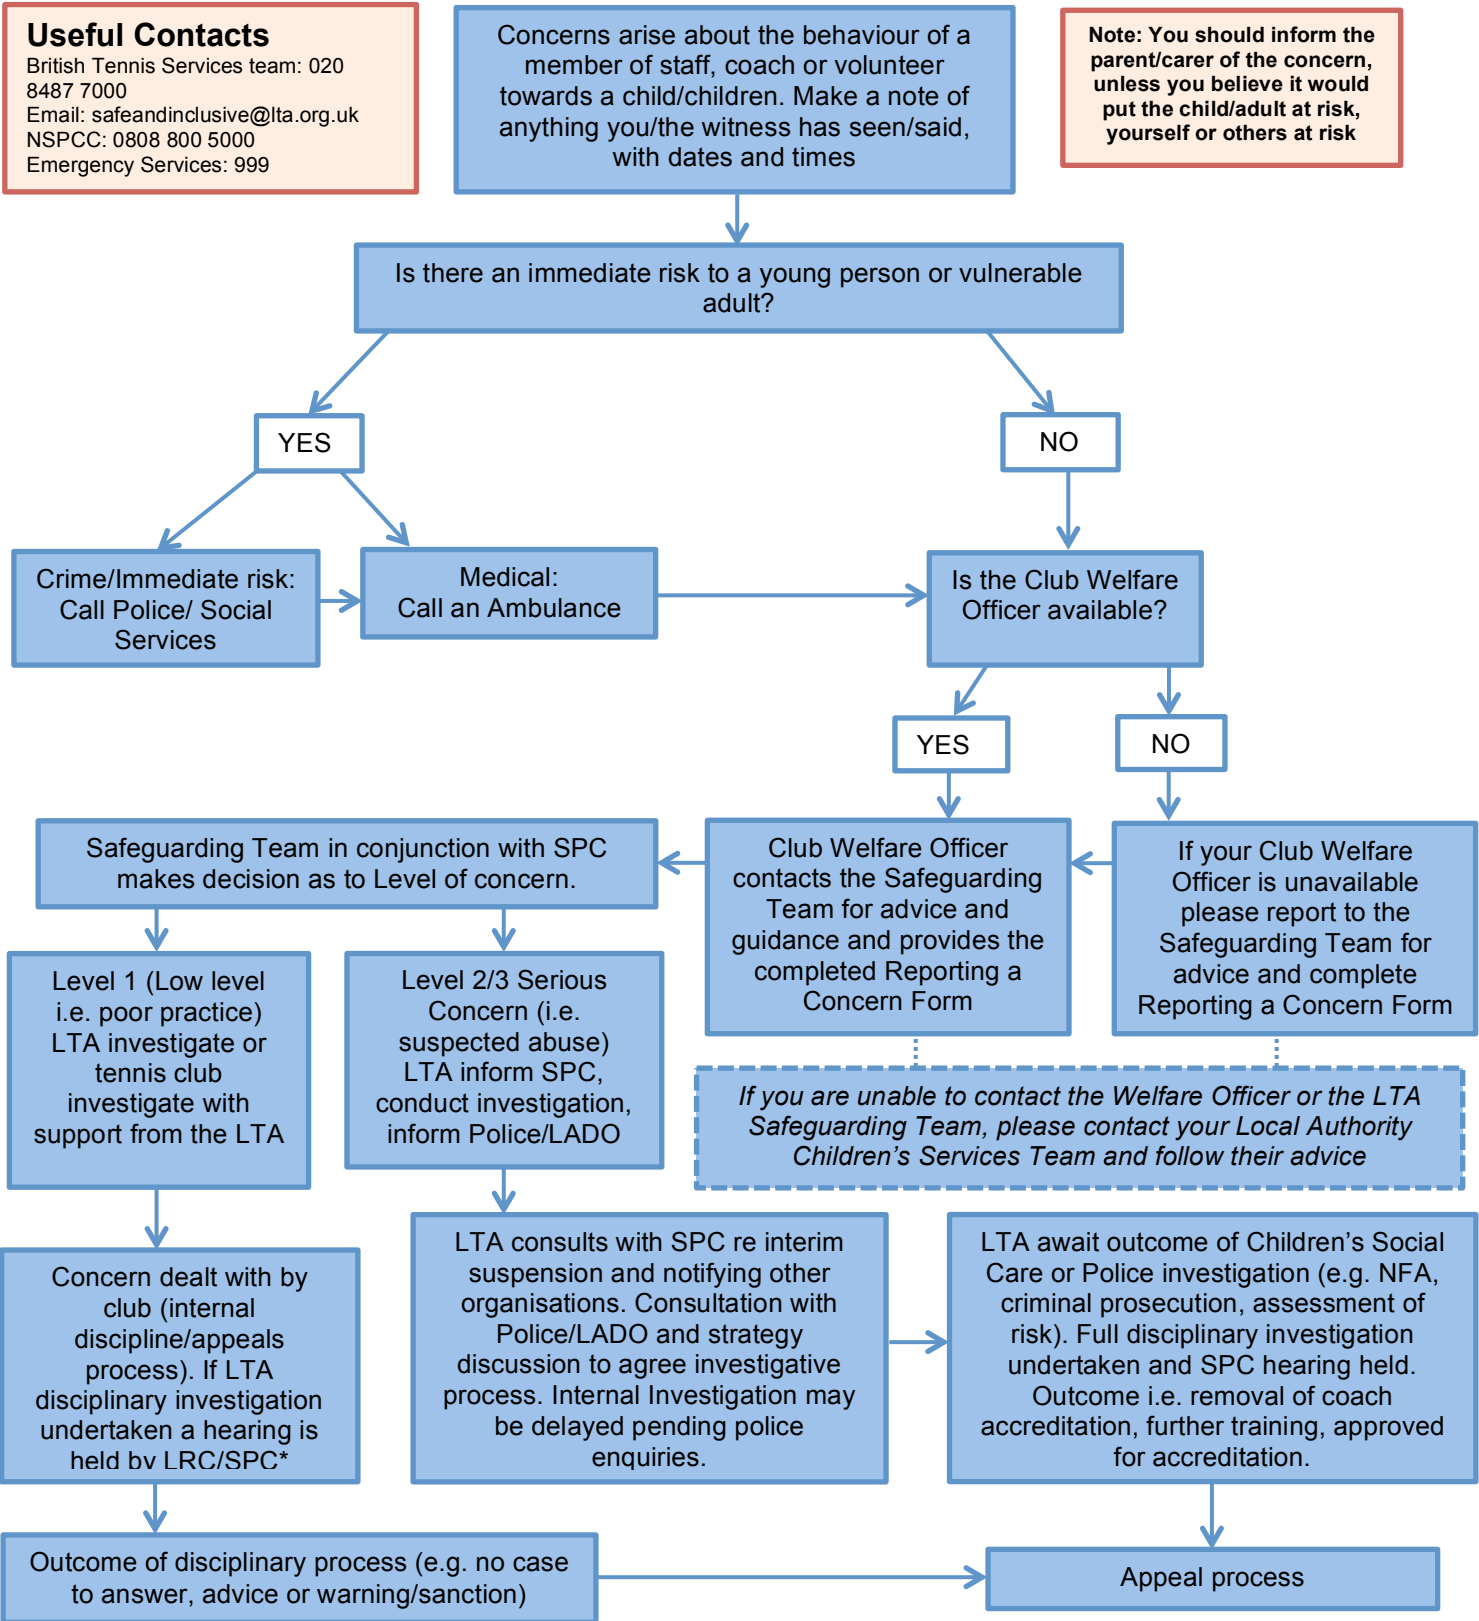 Useful Contacts
British Tennis Services team: 020
8487 7000
Email: safeandinclusive@lta.org.uk
NSPCC: 0808 800 5000
Emergency Services: 999
Concerns arise about the behaviour of a
member of staff, coach or volunteer
towards a child/children. Make a note of
anything you/the witness has seen/said,
with dates and times
Note: You should inform the
parent/carer of the concern,
unless you believe it would
put the child/adult at risk,
yourself or others at risk
Is there an immediate risk to a young person or vulnerable
adult?
YES
NO
Crime/Immediate risk:
Call Police/ Social
Services
Medical:
Call an Ambulance
Is the Club Welfare
Officer available?
YES
NO
Safeguarding Team in conjunction with SPC
makes decision as to Level of concern.
Club Welfare Officer
contacts the Safeguarding
Team for advice and
guidance and provides the
completed Reporting a
Concern Form
If your Club Welfare
Officer is unavailable
please report to the
Safeguarding Team for
advice and complete
Reporting a Concern Form
Level 1 (Low level
i.e. poor practice)
LTA investigate or
tennis club
investigate with
support from the LTA
Level 2/3 Serious
Concern (i.e.
suspected abuse)
LTA inform SPC,
conduct investigation,
inform Police/LADO
If you are unable to contact the Welfare Officer or the LTA
Safeguarding Team, please contact your Local Authority
Children's Services Team and follow their advice
Concern dealt with by
club (internal
discipline/appeals
process). If LTA
disciplinary investigation
undertaken a hearing is
held by LRC/SPC*
LTA consults with SPC re interim
suspension and notifying other
organisations. Consultation with
Police/LADO and strategy
discussion to agree investigative
process. Internal Investigation may
be delayed pending police
enquiries.
LTA await outcome of Children's Social
Care or Police investigation (e.g. NFA,
criminal prosecution, assessment of
risk). Full disciplinary investigation
undertaken and SPC hearing held.
Outcome i.e. removal of coach
accreditation, further training, approved
for accreditation.
Outcome of disciplinary process (e.g. no case
to answer, advice or warning/sanction)
Appeal process